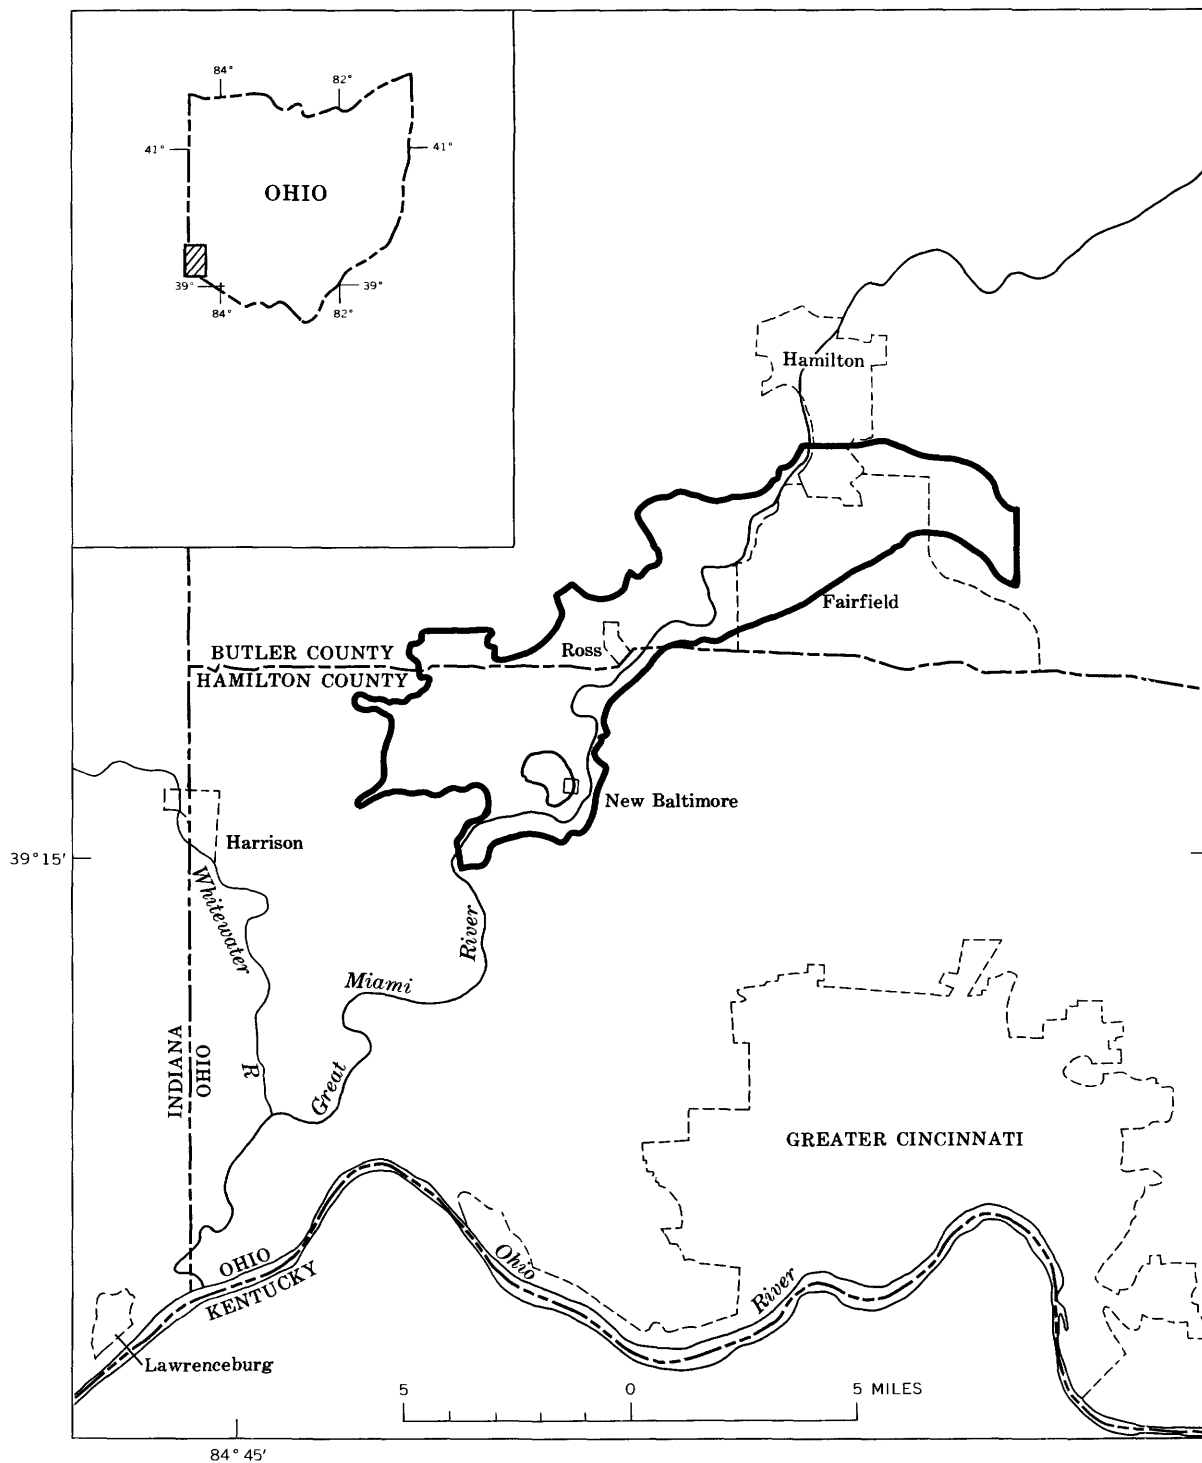 84°
82°
41°
41°
OHIO
39°
39°
84°
82°
Hamilton
Fairfield
BUTLER COUNTY
Ross
HAMILTON COUNTY
New Baltimore
Harrison
39°15'
Whitewater
R
River
Miami
Great
INDIANA
OHIO
GREATER CINCINNATI
OHIO
KENTUCKY
Ohio
River
Lawrenceburg
5 0 5 MILES
84°45'